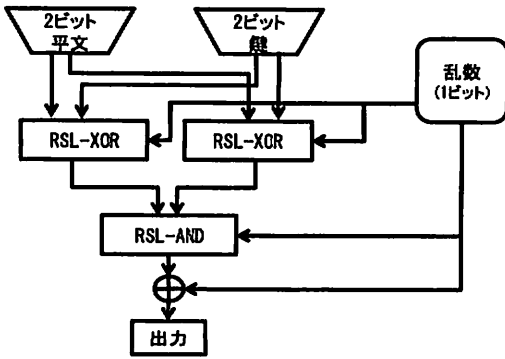 2ビット
平文
2ビット
鍵
乱数
(1ビット)
RSL-XOR
RSL-XOR
RSL-AND
出力